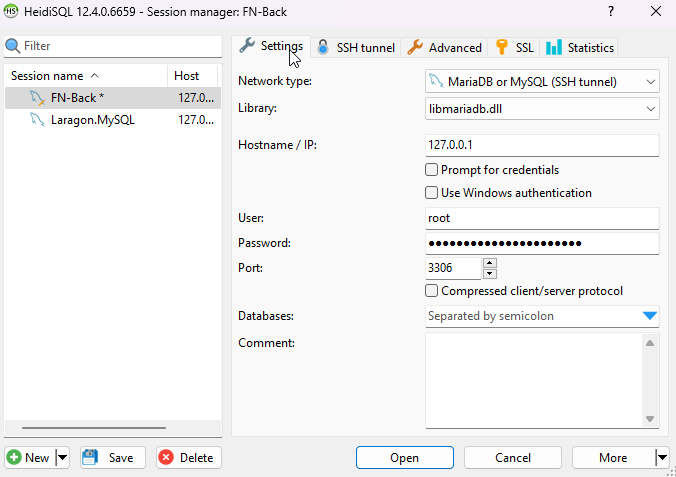 HS HeidiSQL 12.4.0.6659 - Session manager: FN-Back ?
Filter
Settings SSH tunnel Advanced SSL Statistics
Session name Host
FN-Back * 127.0...
Laragon.MySQL 127.0...
Network type: MariaDB or MySQL (SSH tunnel)
Library: libmariadb.dll
Hostname / IP: 127.0.0.1
Prompt for credentials
Use Windows authentication
User: root
Password: ●●●●●●●●●●●●●●●●●●●●●●
Port: 3306
Compressed client/server protocol
Databases: Separated by semicolon
Comment:
New Save Delete Open Cancel More